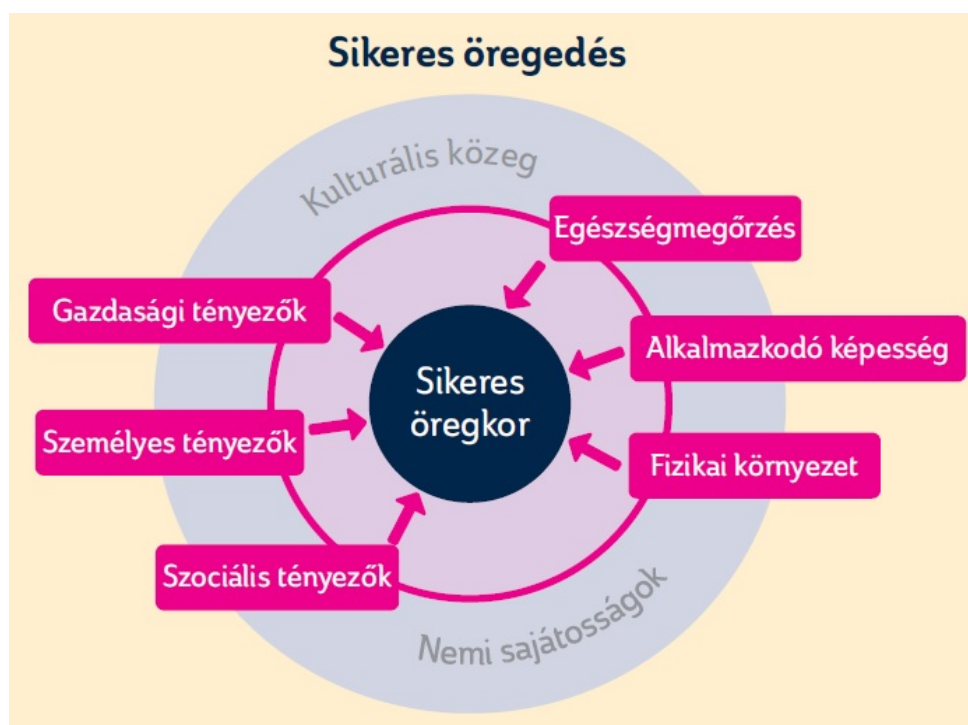 Sikeres öregedés
Kulturális közeg
Egészségmegőrzés
Gazdasági tényezők
Alkalmazkodó képesség
Sikeres
öregkor
Személyes tényezők
Fizikai környezet
Szociális tényezők
Nemi sajátosságok